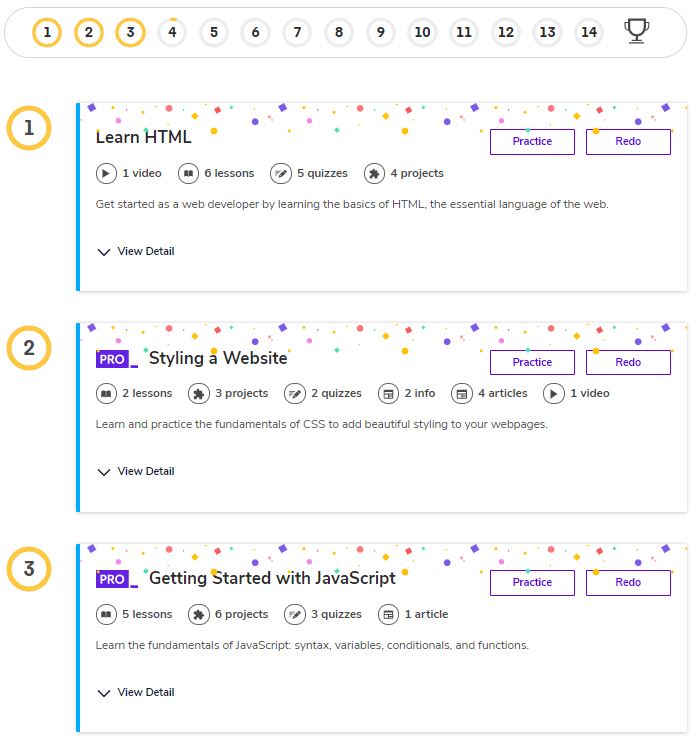 1 2 3 4 5 6 7 8 9 10 11 12 13 14
1
Learn HTML
Practice
Redo
1 video 6 lessons 5 quizzes 4 projects
Get started as a web developer by learning the basics of HTML, the essential language of the web.
View Detail
2
PRO Styling a Website
Practice
Redo
2 lessons 3 projects 2 quizzes 2 info 4 articles 1 video
Learn and practice the fundamentals of CSS to add beautiful styling to your webpages.
View Detail
3
PRO Getting Started with JavaScript
Practice
Redo
5 lessons 6 projects 3 quizzes 1 article
Learn the fundamentals of JavaScript: syntax, variables, conditionals, and functions.
View Detail